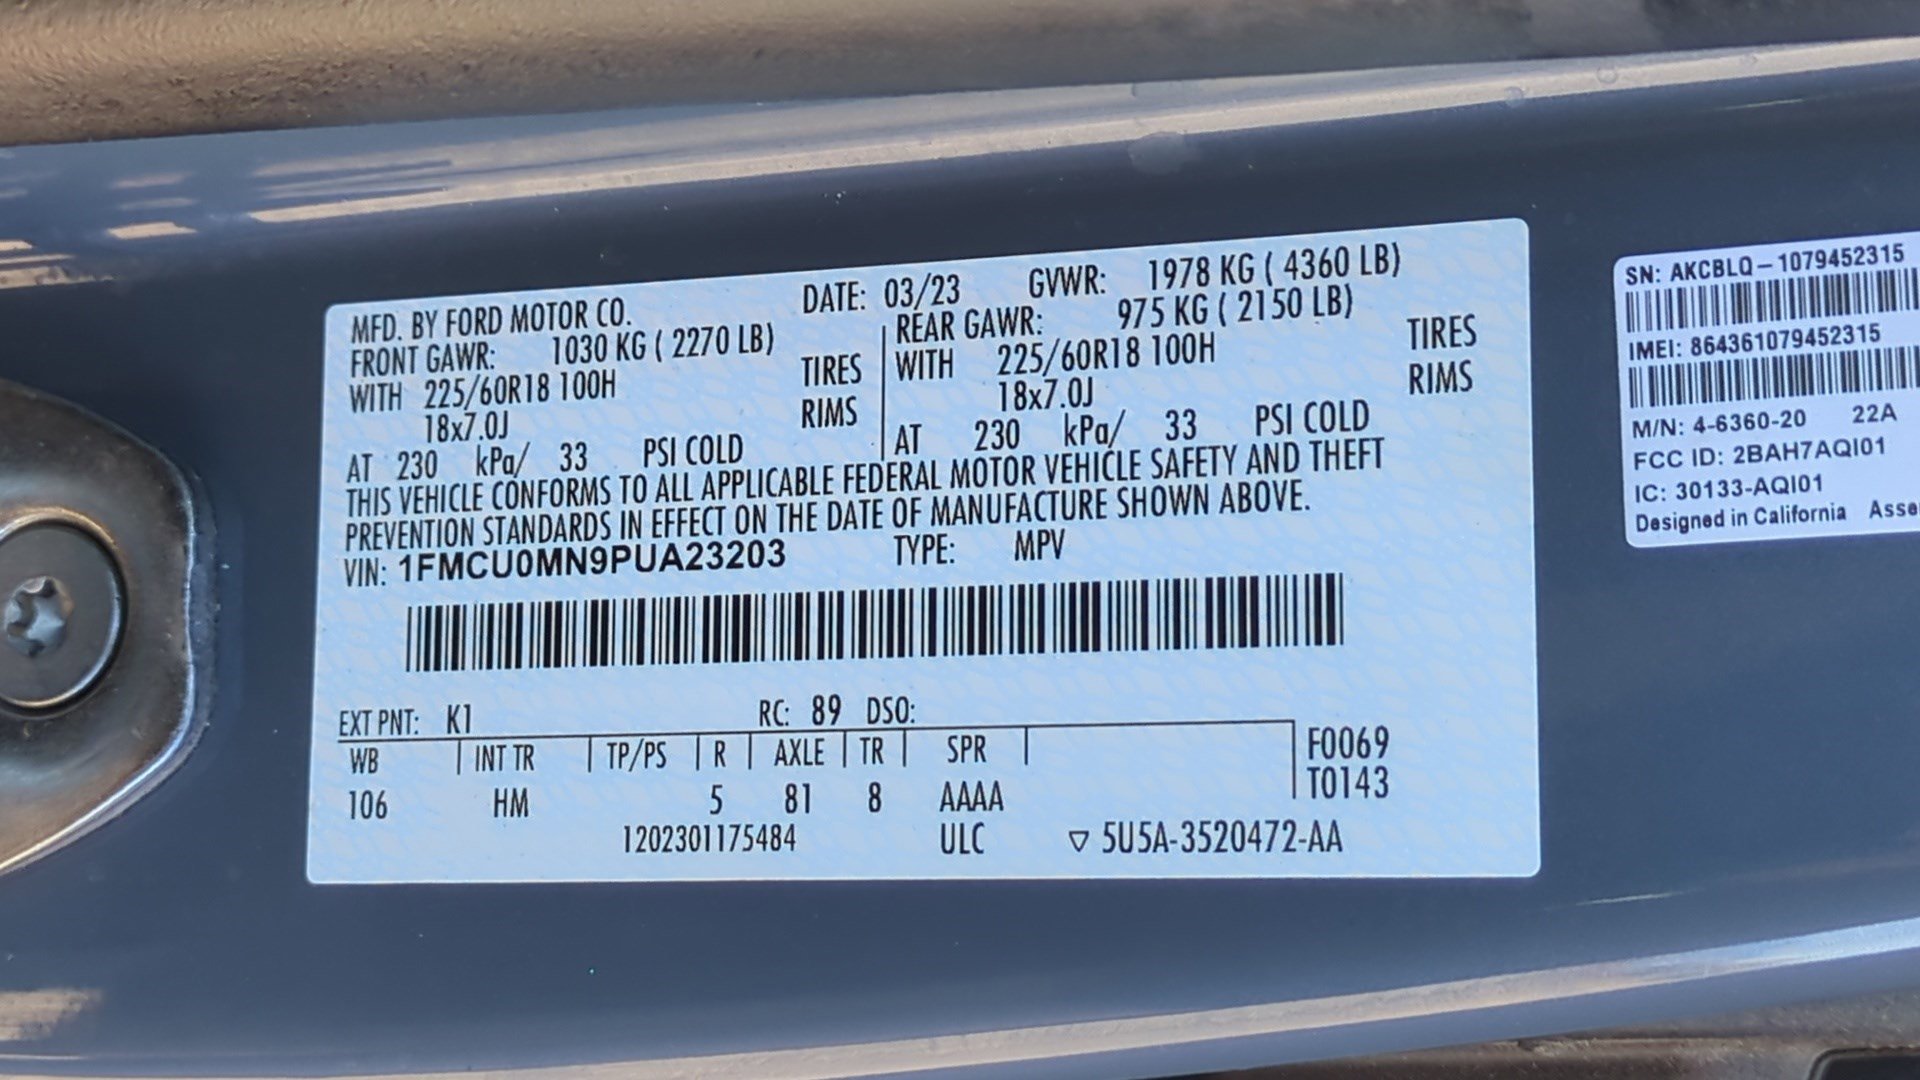 MFD. BY FORD MOTOR CO. DATE: 03/23 GVWR: 1978 KG ( 4360 LB)
FRONT GAWR: 1030 KG ( 2270 LB)
WITH 225/60R18 100H TIRES
18x7.0J RIMS
AT 230 kPa/ 33 PSI COLD
REAR GAWR: 975 KG ( 2150 LB)
WITH 225/60R18 100H TIRES
18x7.0J RIMS
AT 230 kPa/ 33 PSI COLD
THIS VEHICLE CONFORMS TO ALL APPLICABLE FEDERAL MOTOR VEHICLE SAFETY AND THEFT
PREVENTION STANDARDS IN EFFECT ON THE DATE OF MANUFACTURE SHOWN ABOVE.
VIN: 1FMCU0MN9PUA23203 TYPE: MPV
EXT PNT: K1 RC: 89 DSO:
WB INT TR TP/PS R AXLE TR SPR F0069
T0143
106 HM 5 81 8 AAAA
1202301175484 ULC ▽ 5U5A-3520472-AA
SN: AKCBLQ-1079452315
IMEI: 864361079452315
M/N: 4-6360-20 22A
FCC ID: 2BAH7AQI01
IC: 30133-AQI01
Designed in California